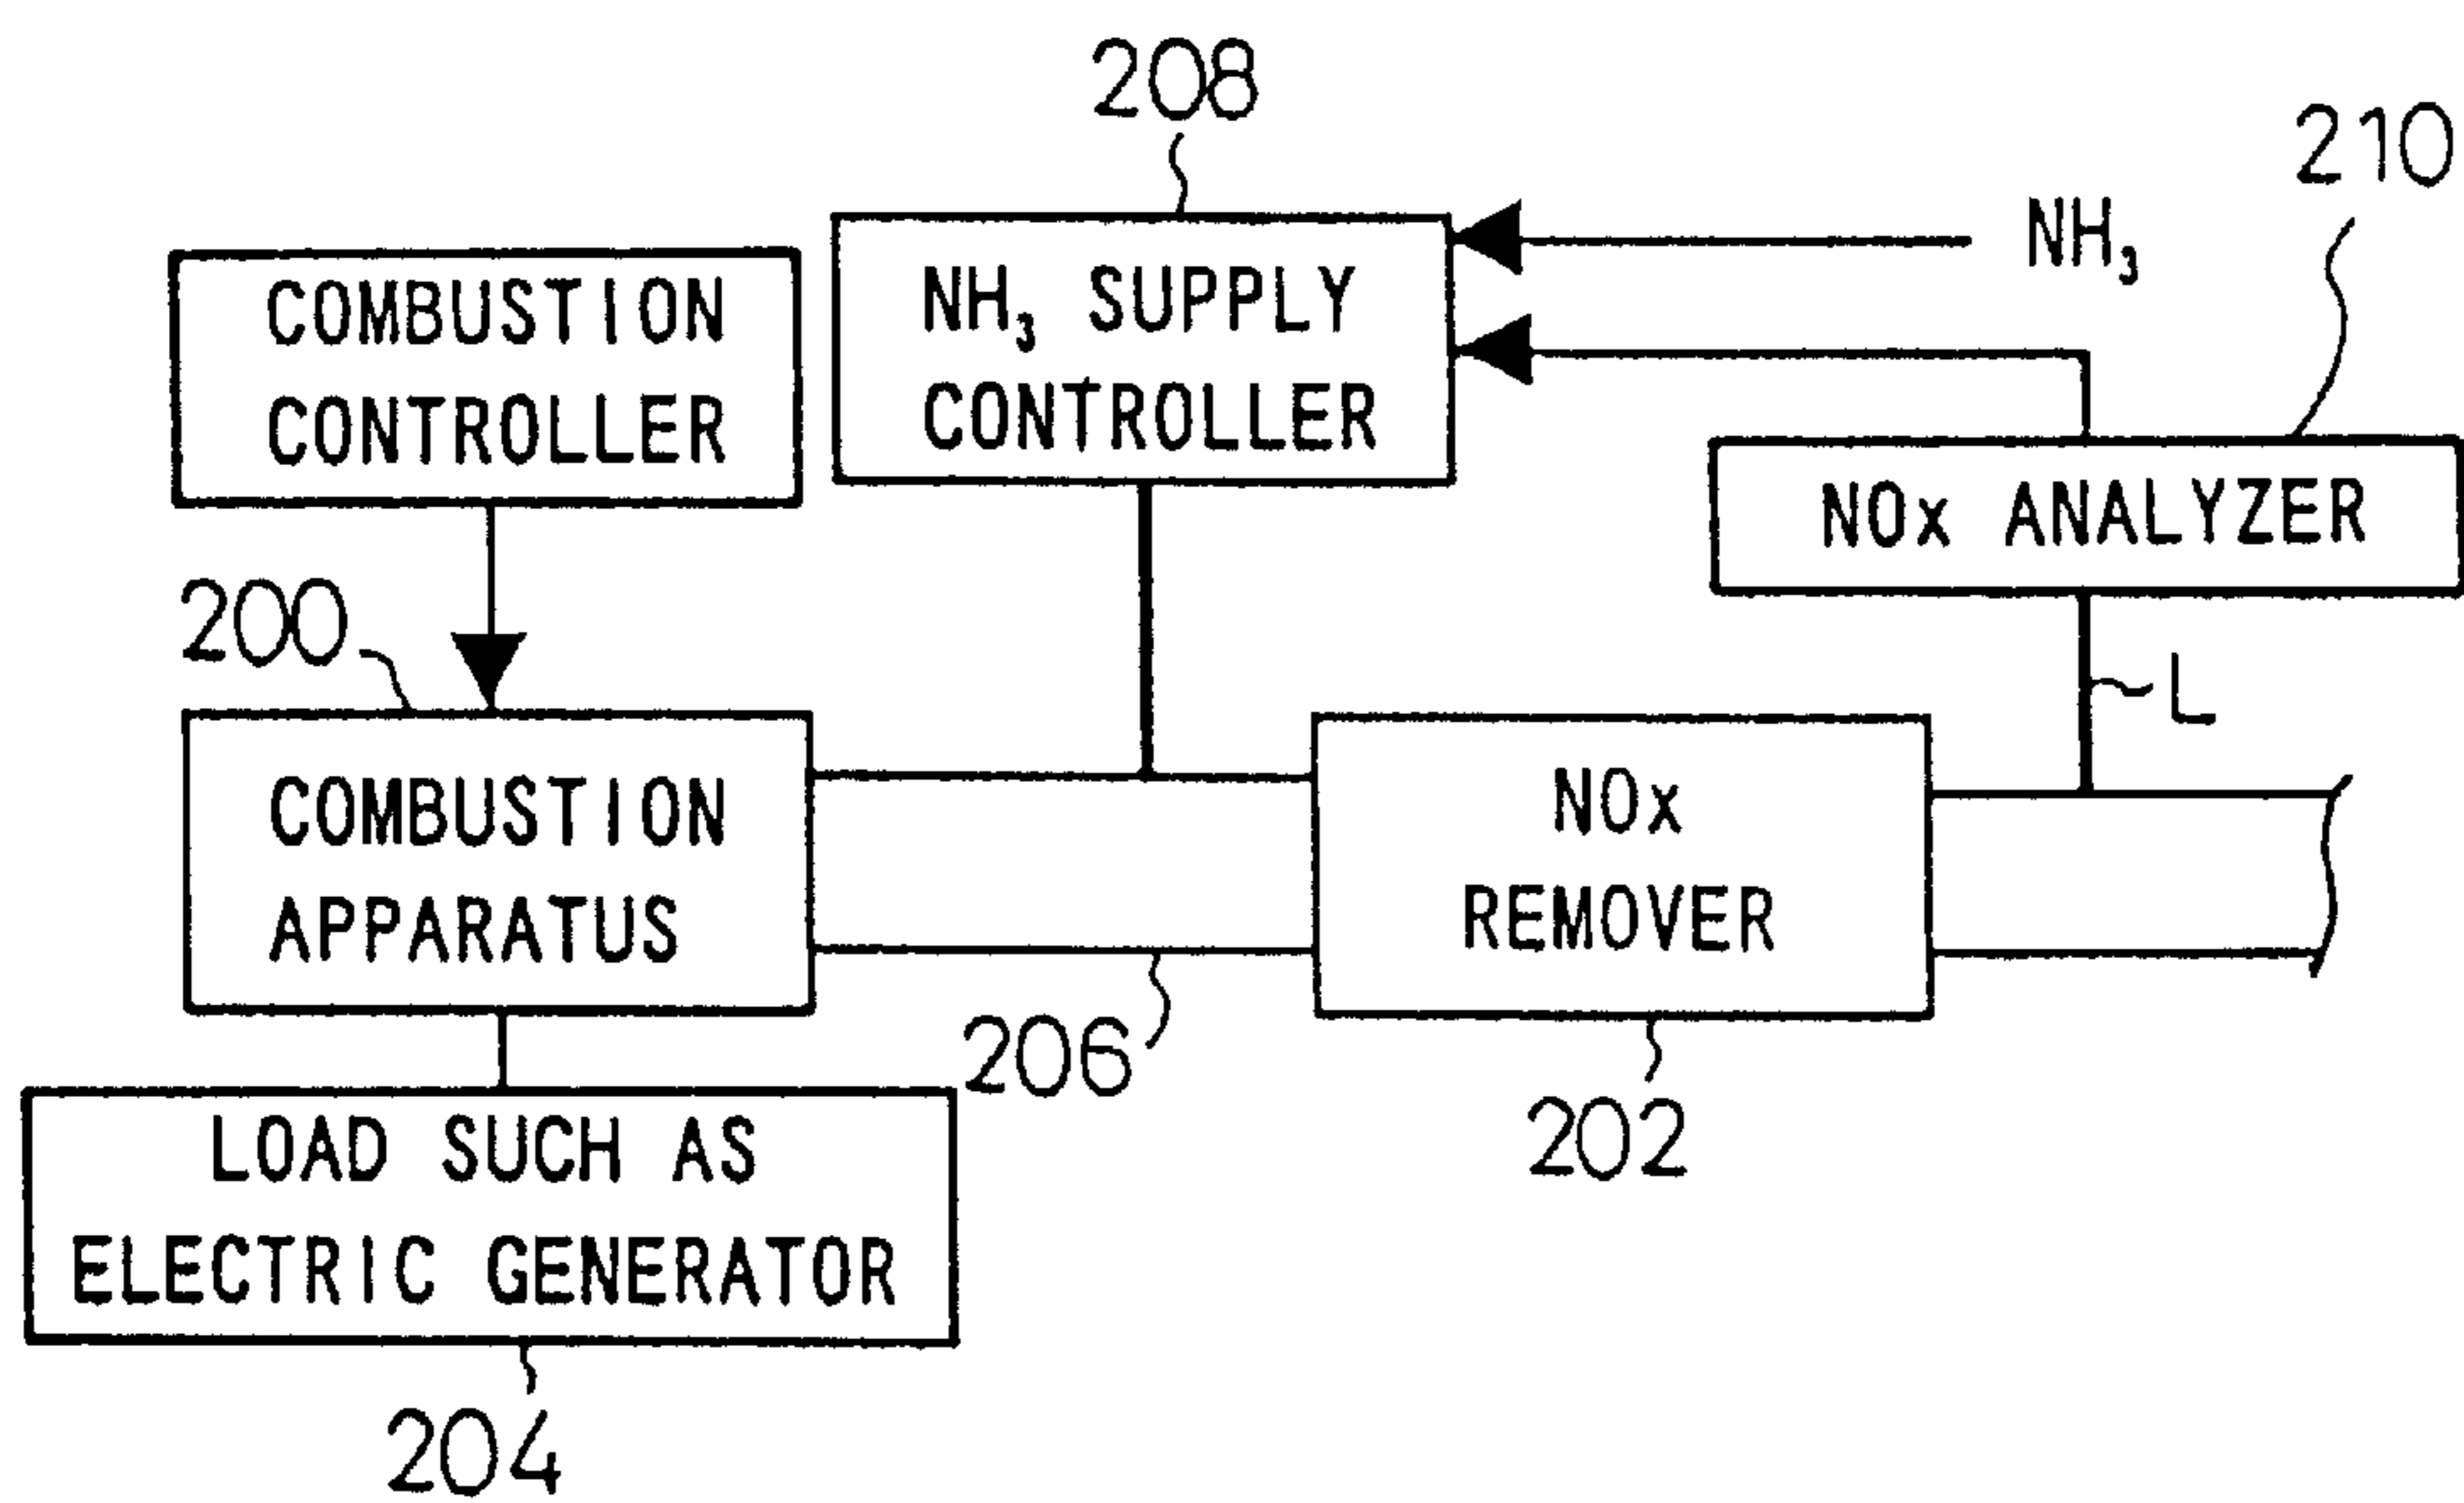 208
210
NH₃
COMBUSTION
CONTROLLER
NH₃ SUPPLY
CONTROLLER
NOx ANALYZER
200
L
COMBUSTION
APPARATUS
NOx
REMOVER
206
202
LOAD SUCH AS
ELECTRIC GENERATOR
204